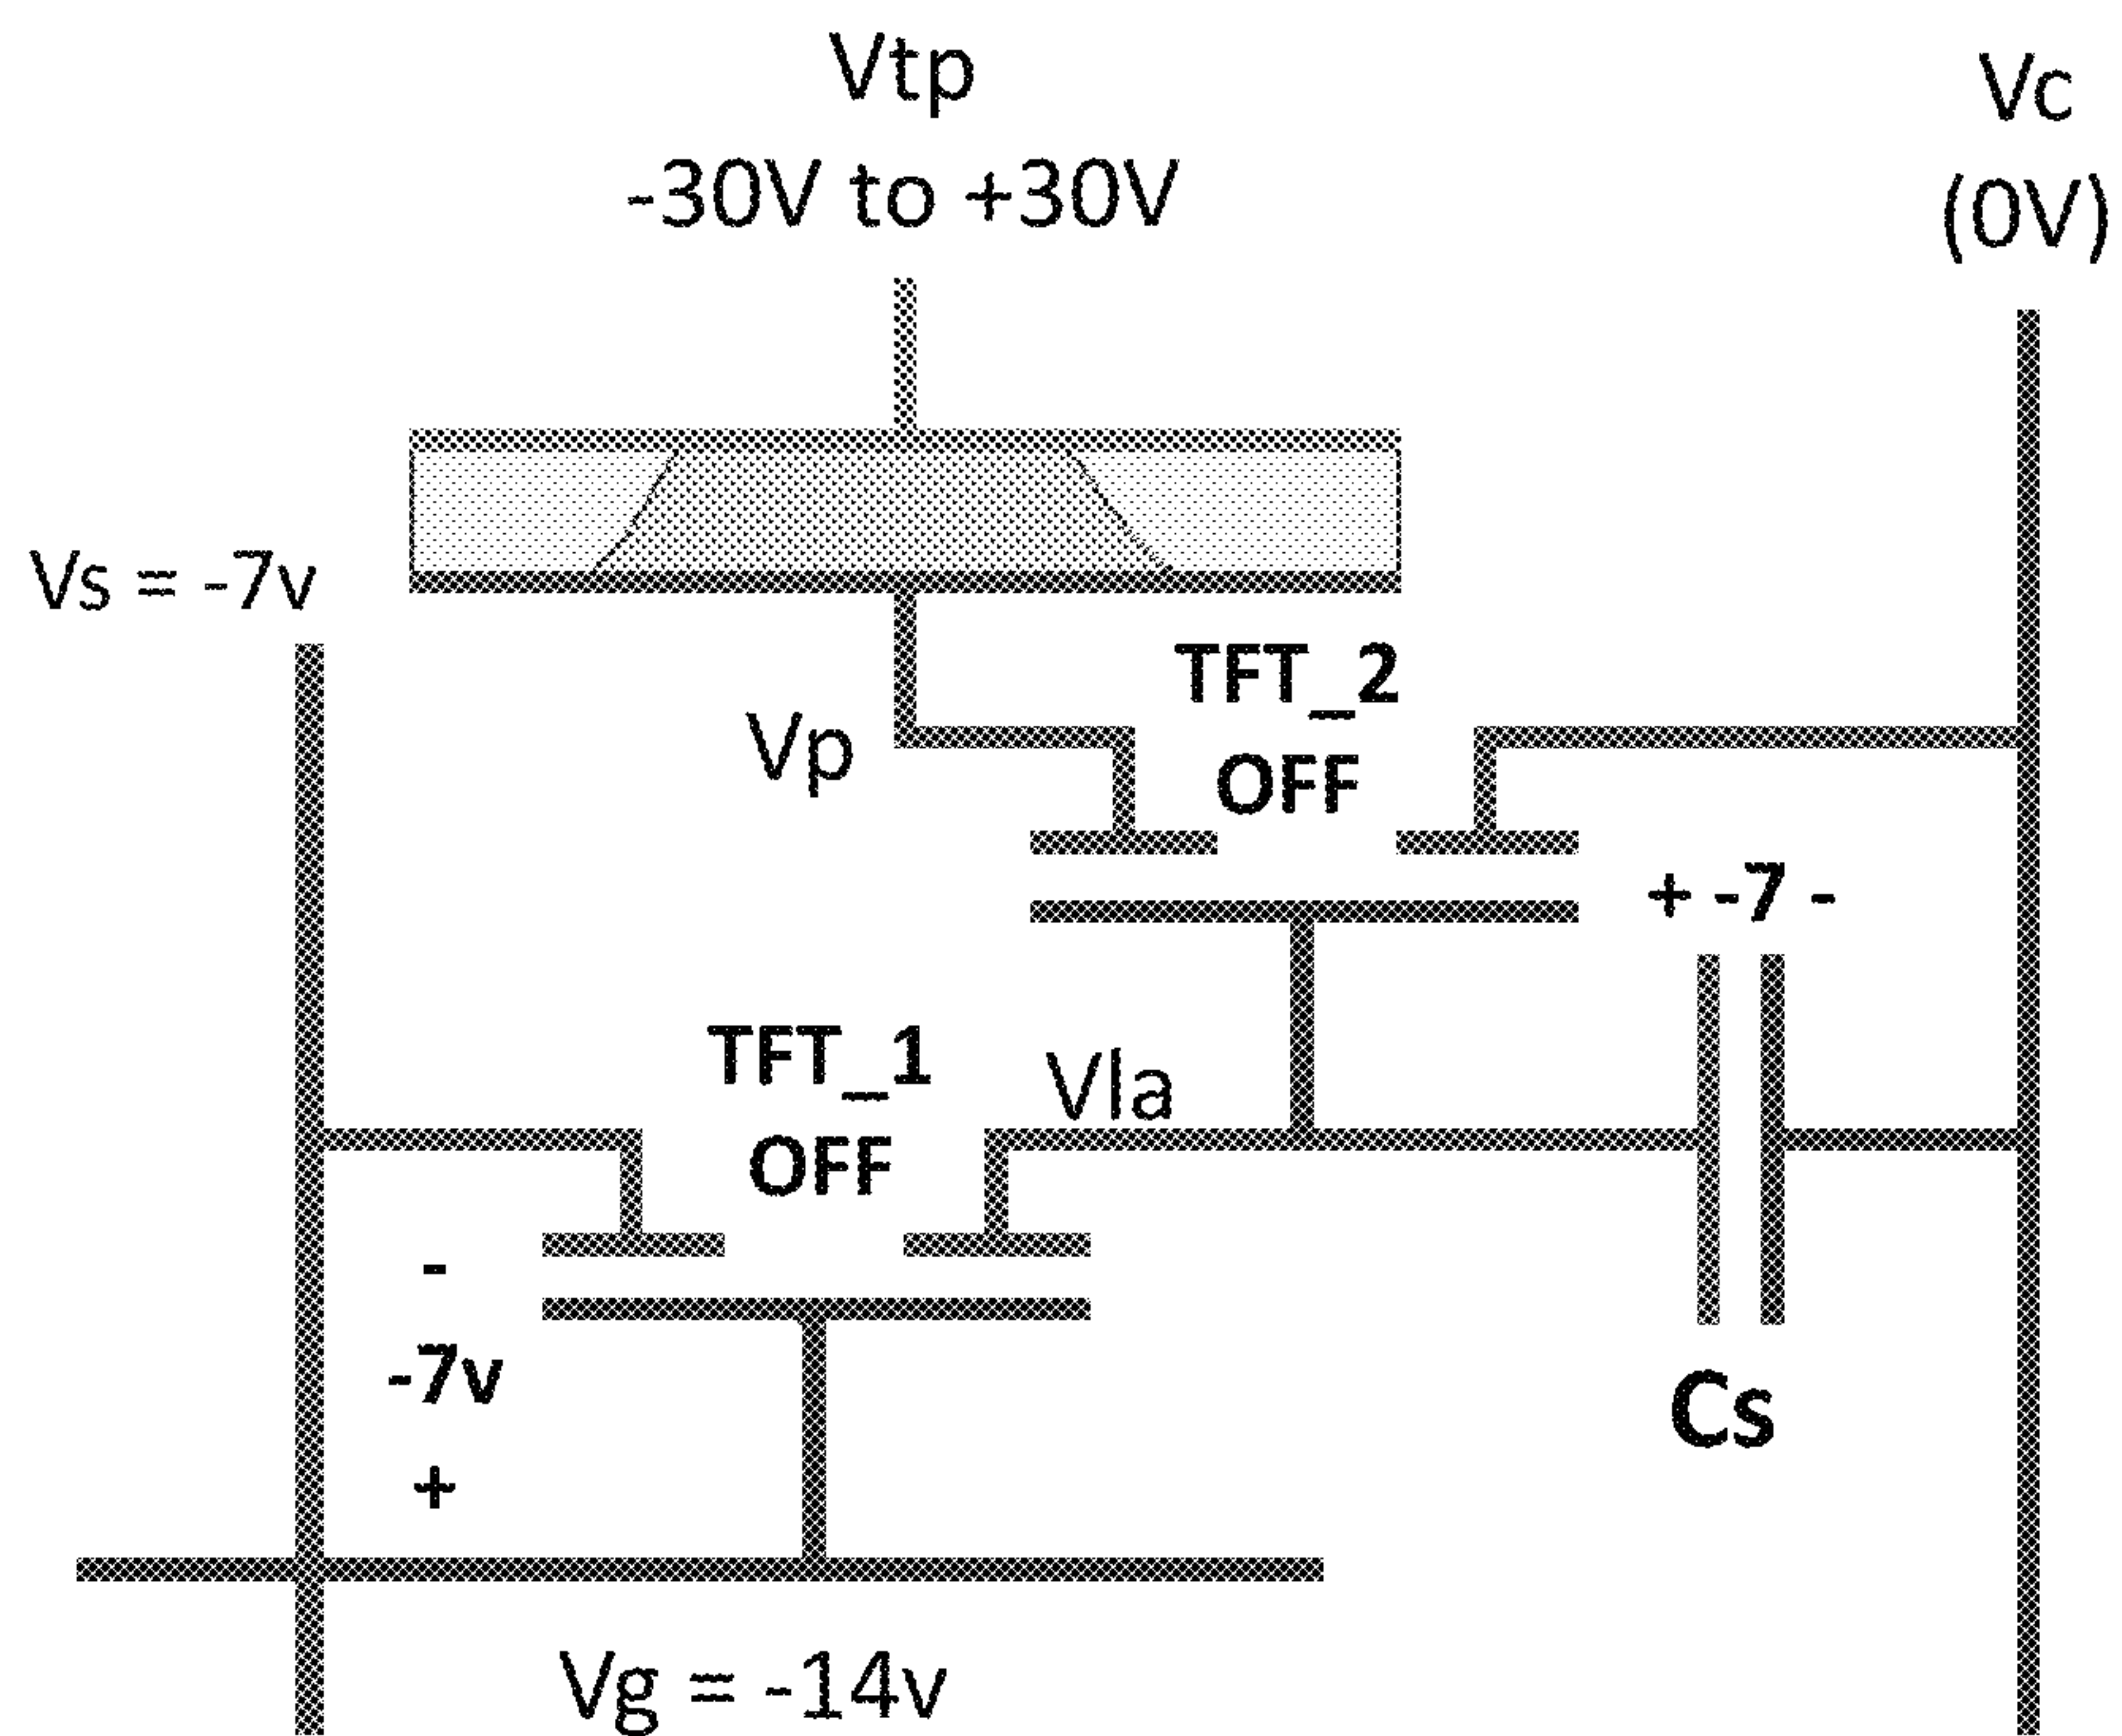 Vtp
-30V to +30V
Vc
(0V)
Vs = -7v
TFT_2
OFF
Vp
+ -7 -
TFT_1
OFF
Vla
-
-7v
+
Cs
Vg = -14v